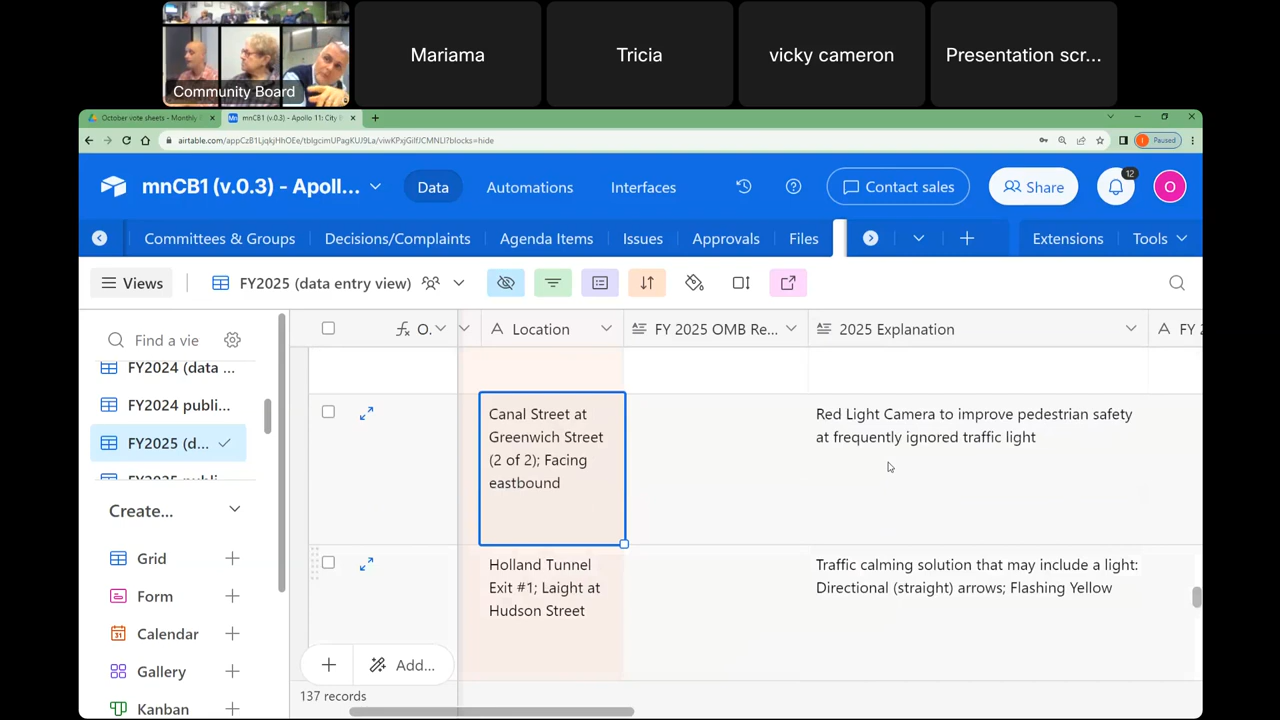 Community Board
Mariama
Tricia
vicky cameron
Presentation scr...
October vote sheets - Monthly
mnCB1 (v.0.3) - Apollo 11: City B
airtable.com/appCzB1LjqkjHhOEe/tblgcimUPagKUJ9La/viwKPxjGilfJCMNLI?blocks=hide
Paused
mnCB1 (v.0.3) - Apoll...
Data
Automations
Interfaces
Contact sales
Share
12
O
Committees & Groups
Decisions/Complaints
Agenda Items
Issues
Approvals
Files
Extensions
Tools
Views
FY2025 (data entry view)
Find a vie
FY2024 (data ...
FY2024 publi...
FY2025 (d...
FY2025 publi...
Create...
Grid
Form
Calendar
Gallery
Kanban
O.
Location
FY 2025 OMB Re...
2025 Explanation
FY 2
Canal Street at
Greenwich Street
(2 of 2); Facing
eastbound
Red Light Camera to improve pedestrian safety
at frequently ignored traffic light
Holland Tunnel
Exit #1; Laight at
Hudson Street
Traffic calming solution that may include a light:
Directional (straight) arrows; Flashing Yellow
Add...
137 records